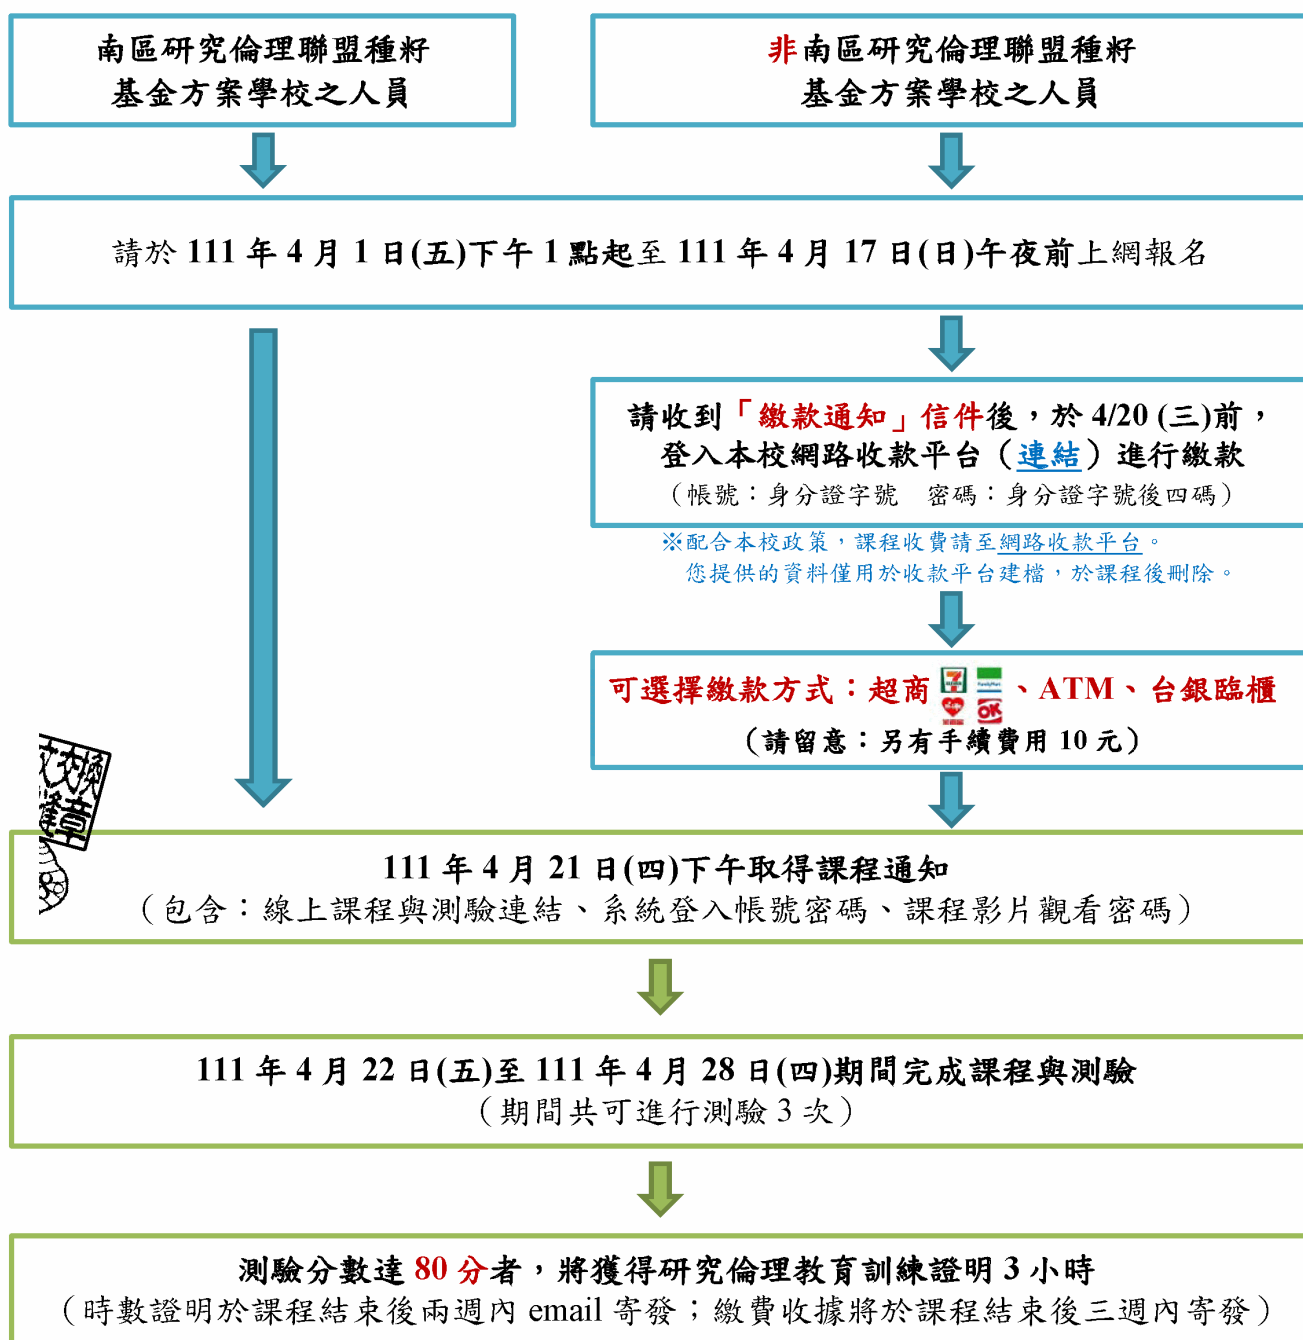 南區研究倫理聯盟種籽
基金方案學校之人員
非南區研究倫理聯盟種籽
基金方案學校之人員
請於 111 年 4 月 1 日(五)下午 1 點起至 111 年 4 月 17 日(日)午夜前上網報名
請收到「繳款通知」信件後，於 4/20 (三)前，
登入本校網路收款平台（連結）進行繳款
（帳號：身分證字號　密碼：身分證字號後四碼）
※配合本校政策，課程收費請至網路收款平台。
您提供的資料僅用於收款平台建檔，於課程後刪除。
可選擇繳款方式：超商 7 ELEVEN FamilyMart OK 、ATM、台銀臨櫃
（請留意：另有手續費用 10 元）
文交換
縫章
111 年 4 月 21 日(四)下午取得課程通知
（包含：線上課程與測驗連結、系統登入帳號密碼、課程影片觀看密碼）
111 年 4 月 22 日(五)至 111 年 4 月 28 日(四)期間完成課程與測驗
（期間共可進行測驗 3 次）
測驗分數達 80 分者，將獲得研究倫理教育訓練證明 3 小時
（時數證明於課程結束後兩週內 email 寄發；繳費收據將於課程結束後三週內寄發）